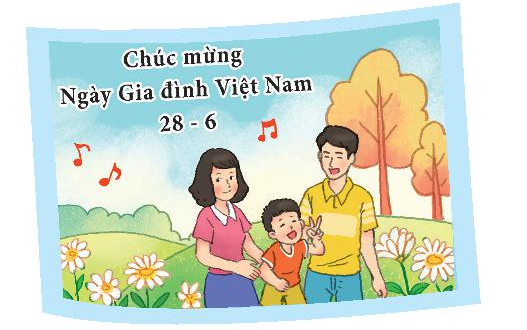 Chúc mừng
Ngày Gia đình Việt Nam
28 - 6